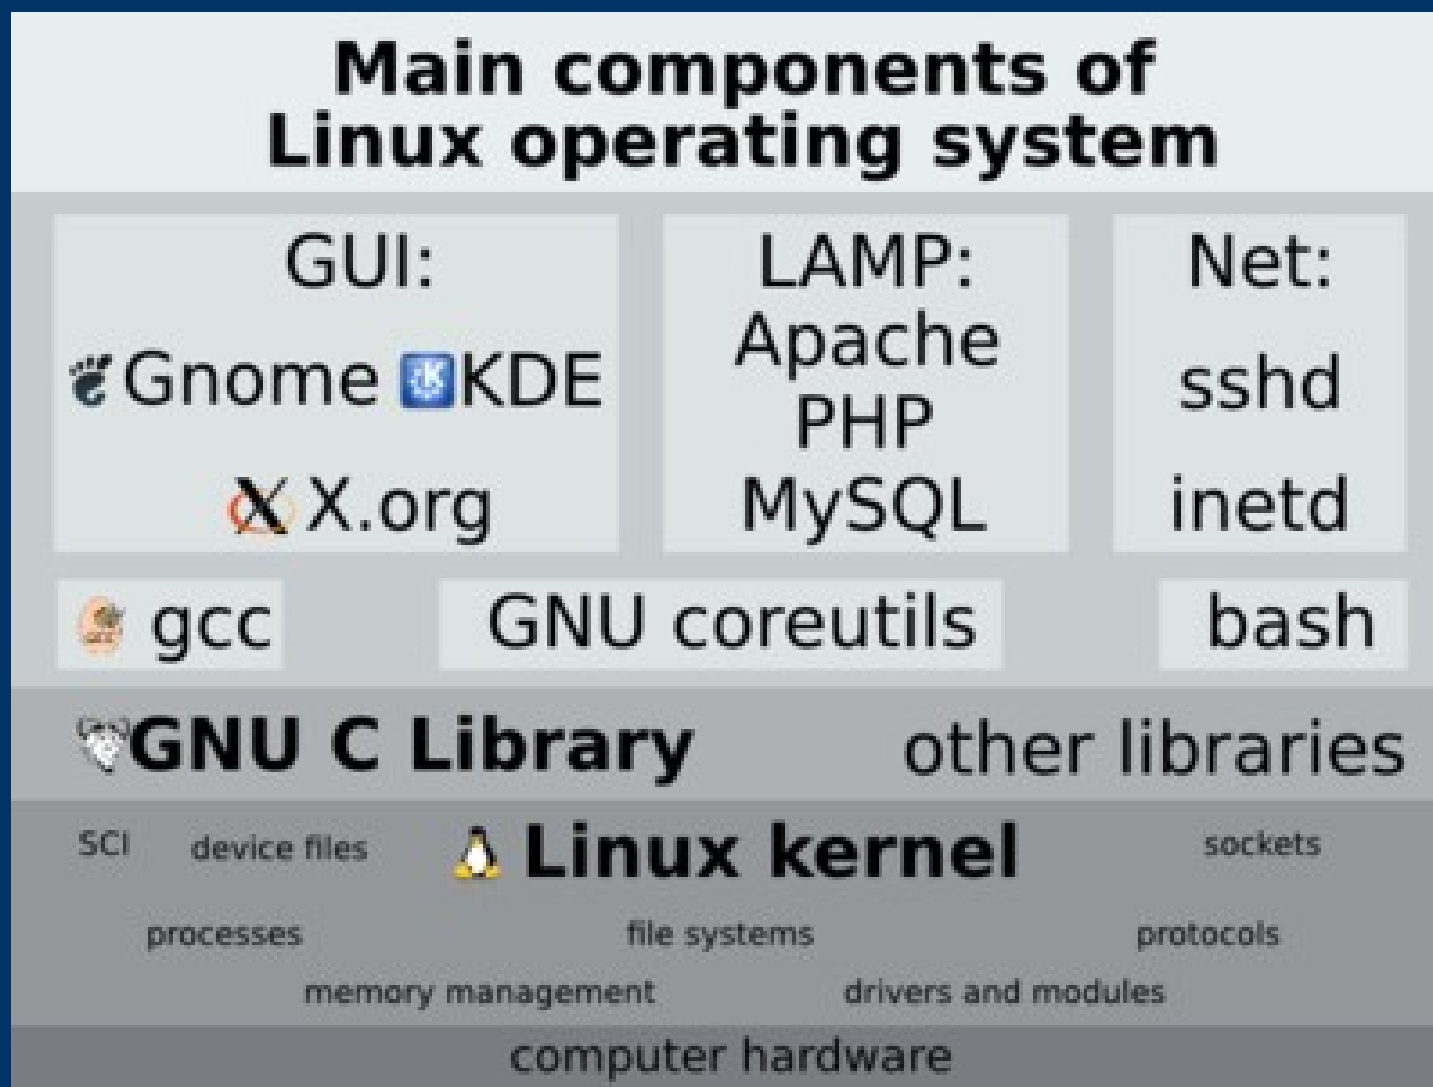 Main components of
Linux operating system
GUI:
Gnome KDE
X.org
LAMP:
Apache
PHP
MySQL
Net:
sshd
inetd
gcc
GNU coreutils
bash
GNU C Library
other libraries
SCI
device files
Linux kernel
sockets
processes
file systems
protocols
memory management
drivers and modules
computer hardware